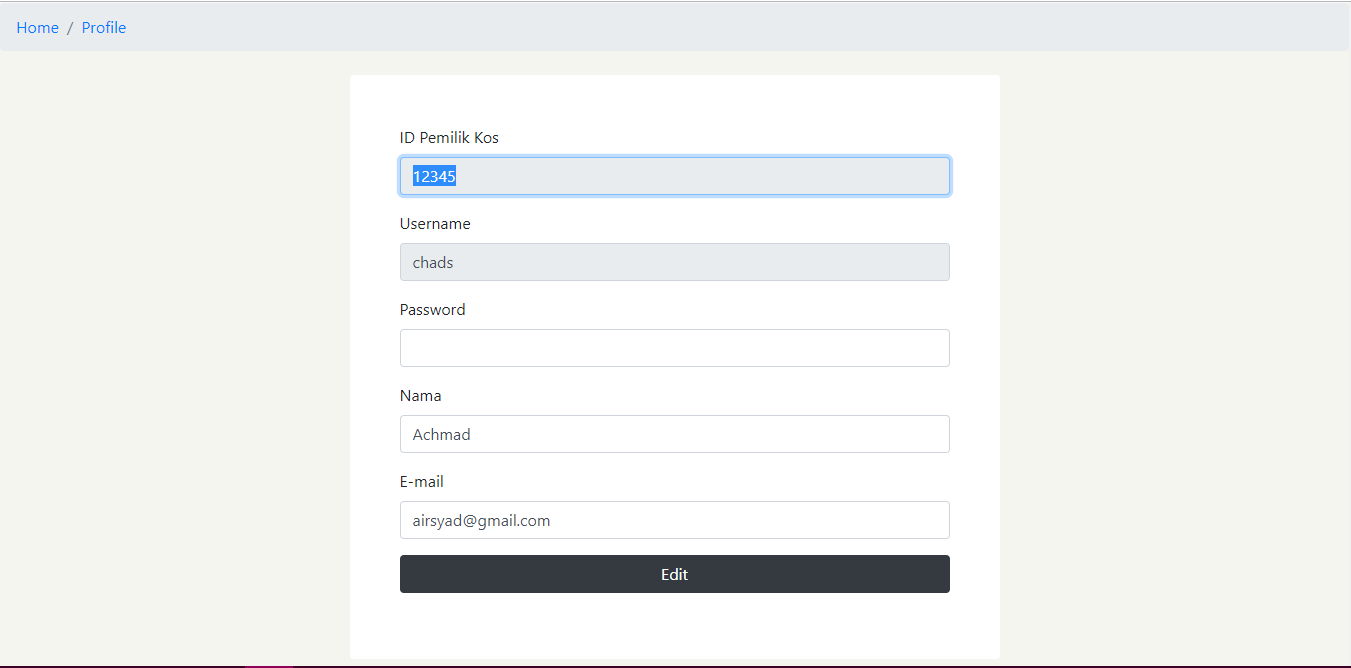 Home / Profile
ID Pemilik Kos
12345
Username
chads
Password
Nama
Achmad
E-mail
airsyad@gmail.com
Edit